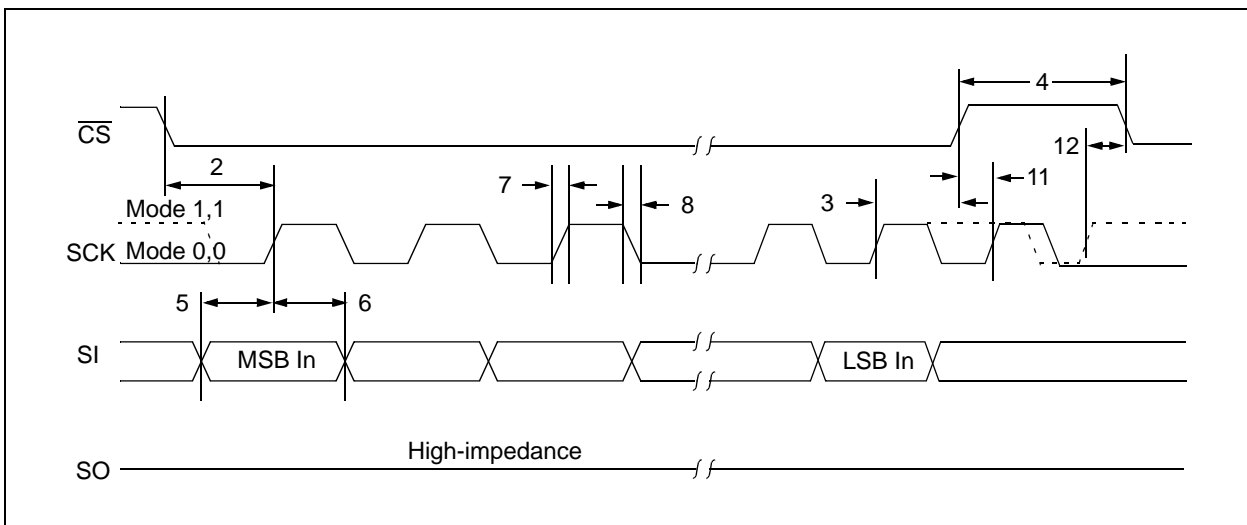 4
CS
12
2
11
7
8
3
Mode 1,1
SCK Mode 0,0
5
6
SI
MSB In
LSB In
High-impedance
SO